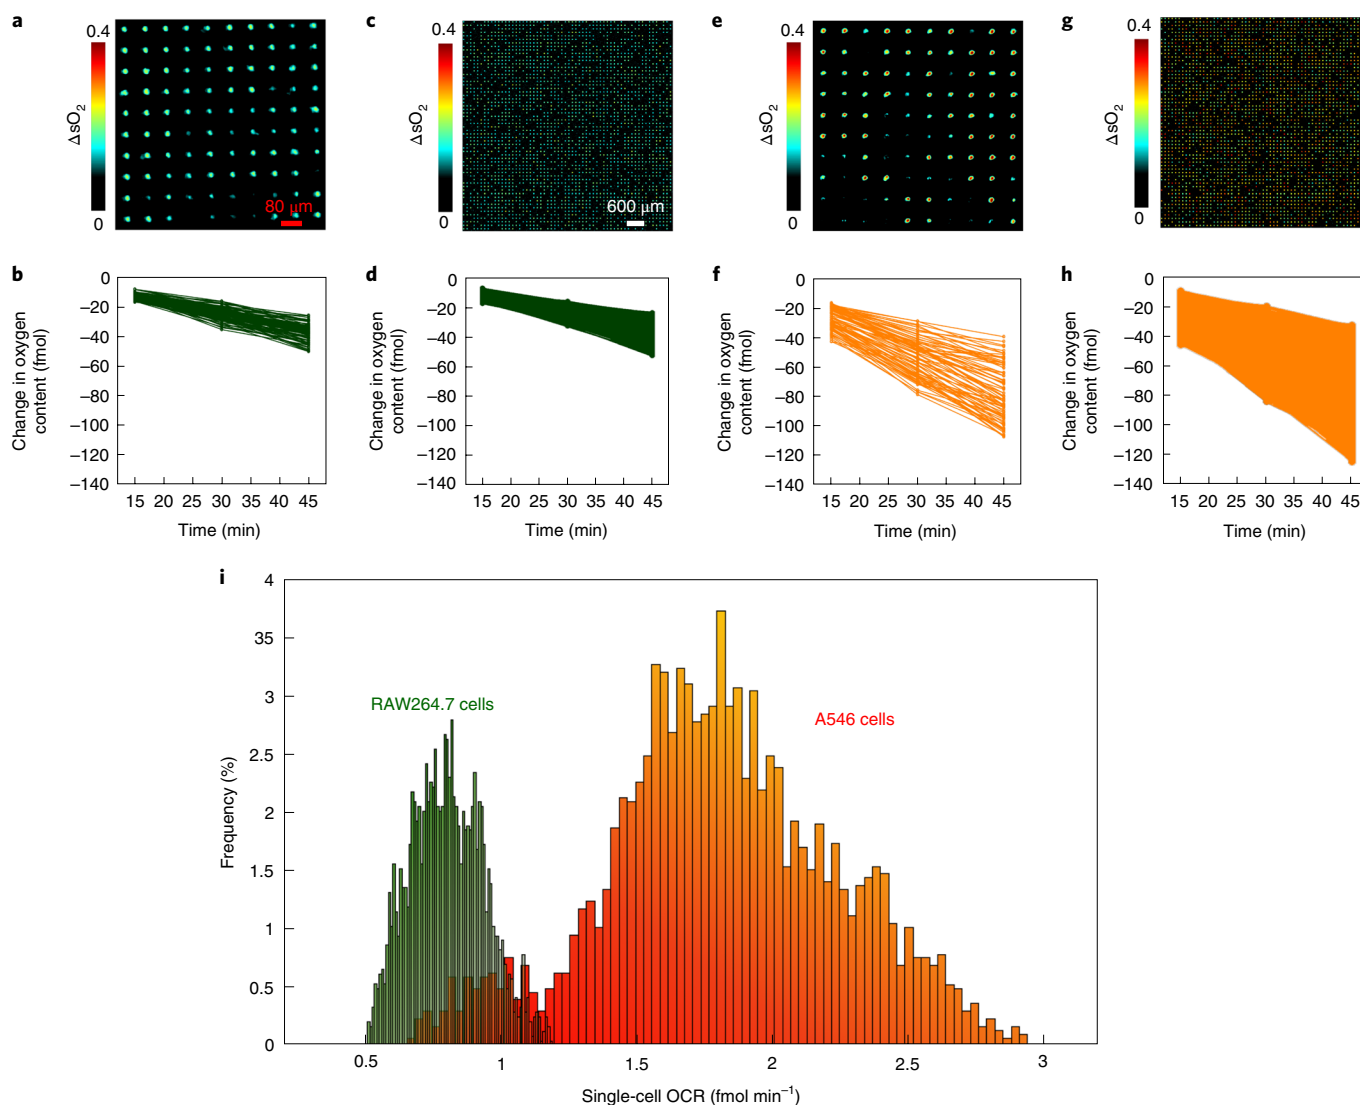 a
0.4
ΔsO2
0
80 μm
c
0.4
ΔsO2
0
600 μm
e
0.4
ΔsO2
0
g
0.4
ΔsO2
0
b
0
−20
−40
−60
−80
−100
−120
−140
Change in oxygen
content (fmol)
15 20 25 30 35 40 45
Time (min)
d
0
−20
−40
−60
−80
−100
−120
−140
Change in oxygen
content (fmol)
15 20 25 30 35 40 45
Time (min)
f
0
−20
−40
−60
−80
−100
−120
−140
Change in oxygen
content (fmol)
15 20 25 30 35 40 45
Time (min)
h
0
−20
−40
−60
−80
−100
−120
−140
Change in oxygen
content (fmol)
15 20 25 30 35 40 45
Time (min)
i
4
35
3
2.5
2
1.5
1
0.5
0
Frequency (%)
RAW264.7 cells
A546 cells
0.5 1 1.5 2 2.5 3
Single-cell OCR (fmol min−1)